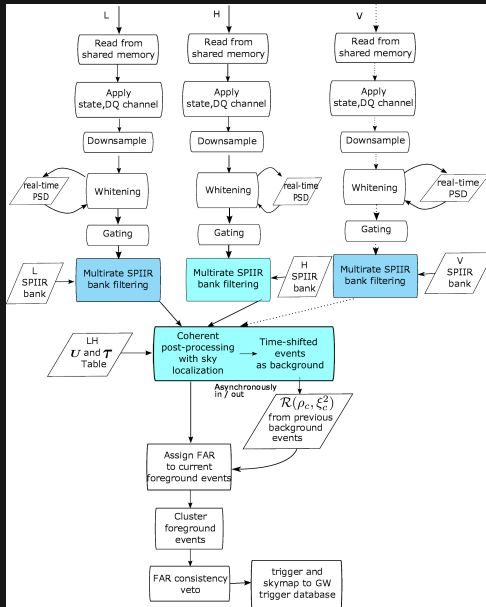 L
H
V
Read from
shared memory
Read from
shared memory
Read from
shared memory
Apply
state,DQ channel
Apply
state,DQ channel
Apply
state,DQ channel
Downsample
Downsample
Downsample
real-time
PSD
Whitening
Whitening
real-time
PSD
Whitening
real-time
PSD
Gating
Gating
Gating
L
SPIIR
bank
Multirate SPIIR
bank filtering
Multirate SPIIR
bank filtering
H
SPIIR
bank
Multirate SPIIR
bank filtering
V
SPIIR
bank
LH
U and τ
Table
Coherent
post-processing
with sky
localization
Time-shifted
events
as background
Asynchronously
in / out
R(ρc, ξc²)
from previous
background
events
Assign FAR
to current
foreground events
Cluster
foreground
events
FAR consistency
veto
trigger and
skymap to GW
trigger database